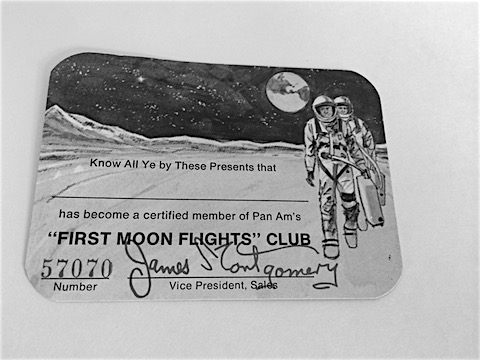 Know All Ye by These Presents that
has become a certified member of Pan Am's
"FIRST MOON FLIGHTS" CLUB
57070 James Montgomery
Number Vice President, Sales